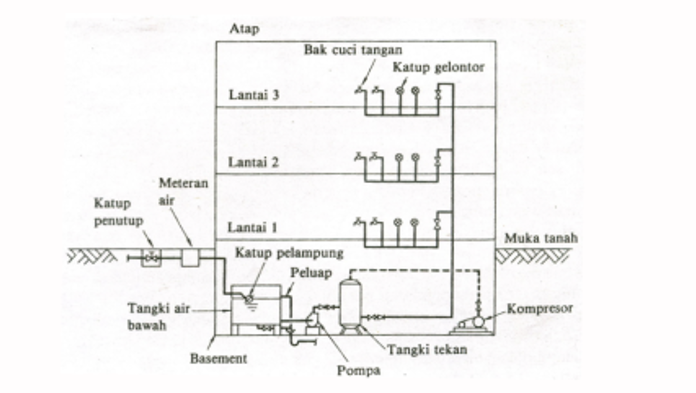 Atap
Bak cuci tangan
Katup gelontor
Lantai 3
Lantai 2
Meteran
air
Katup
penutup
Lantai 1
Muka tanah
Katup pelampung
Peluap
Tangki air
bawah
Kompresor
Basement
Tangki tekan
Pompa